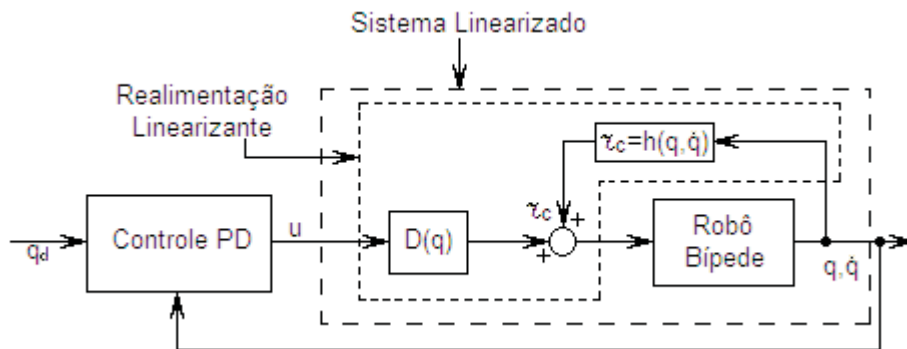 Sistema Linearizado
Realimentação
Linearizante
τc=h(q,q̇)
τc
+
qd
Controle PD
u
D(q)
+
Robô
Bípede
q,q̇